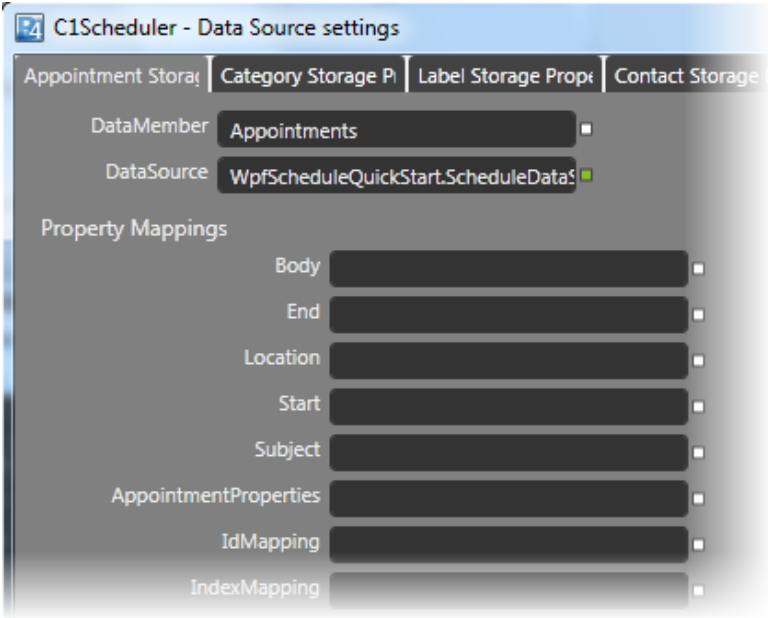 C1Scheduler - Data Source settings
Appointment Storag Category Storage P Label Storage Prope Contact Storage
DataMember Appointments
DataSource WpfScheduleQuickStart.ScheduleDataS
Property Mappings
Body
End
Location
Start
Subject
AppointmentProperties
IdMapping
IndexMapping